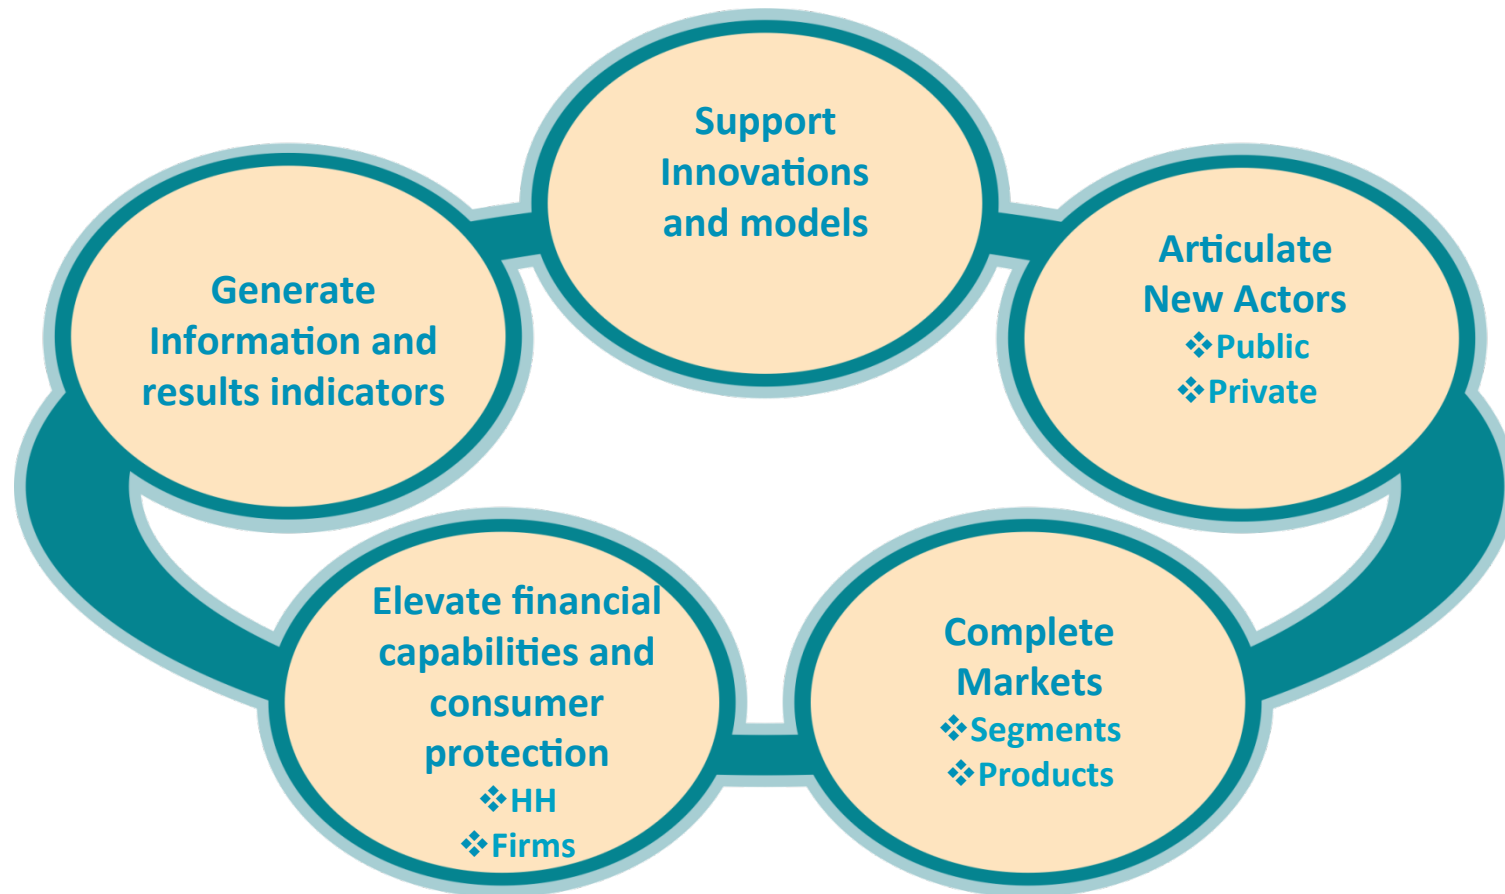 Support
Innovations
and models
Articulate
New Actors
❖Public
❖Private
Generate
Information and
results indicators
Elevate financial
capabilities and
consumer
protection
❖HH
❖Firms
Complete
Markets
❖Segments
❖Products